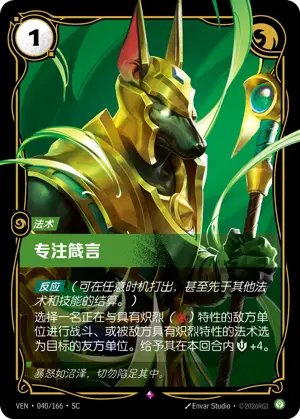 1
法术
专注箴言
反应 (可在任意时机打出,甚至先于其他法
术和技能的结算。)
选择一名正在与具有炽烈()特性的敌方单
位进行战斗、或被敌方具有炽烈特性的法术选
为目标的友方单位。给予其在本回合内 +4。
暴怒如沼泽,切勿陷足其中。
VEN • 040/166 • SC
Envar Studio • ©2026RGI